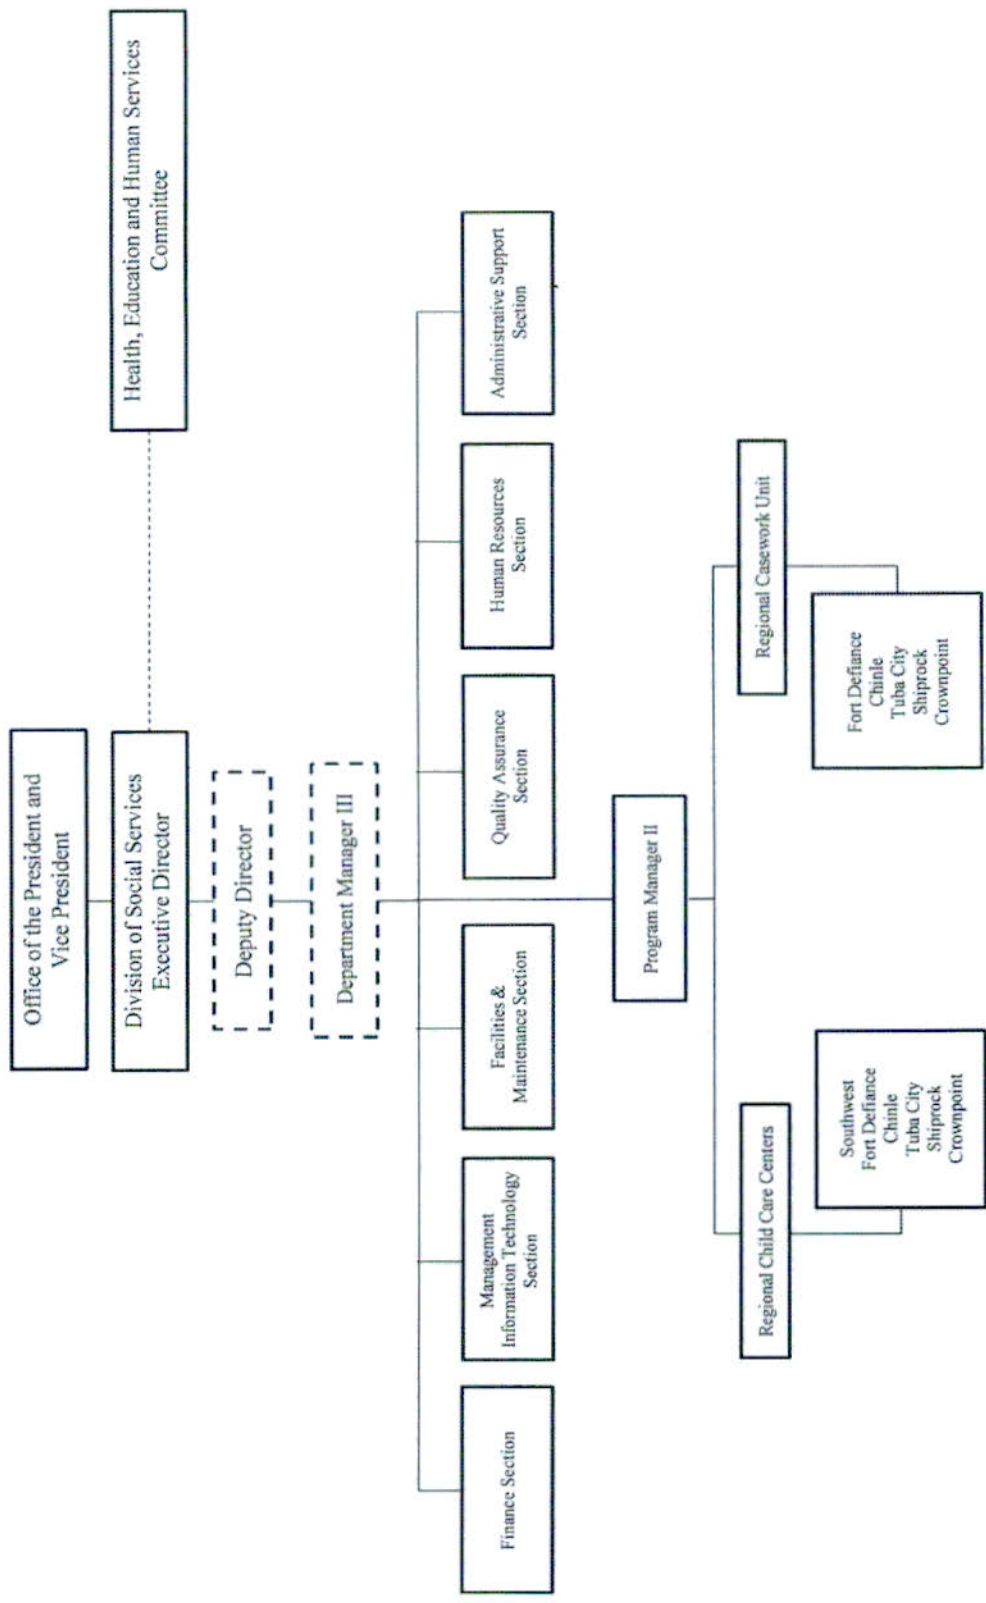 Office of the President and
Vice President
Division of Social Services
Executive Director
Health, Education and Human Services
Committee
Deputy Director
Department Manager III
Finance Section
Management
Information Technology
Section
Facilities &
Maintenance Section
Quality Assurance
Section
Human Resources
Section
Administrative Support
Section
Program Manager II
Regional Child Care Centers
Southwest
Fort Defiance
Chinle
Tuba City
Shiprock
Crownpoint
Regional Casework Unit
Fort Defiance
Chinle
Tuba City
Shiprock
Crownpoint